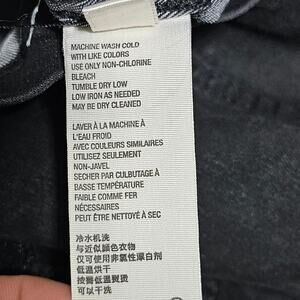 MACHINE WASH COLD
WITH LIKE COLORS
USE ONLY NON-CHLORINE
BLEACH
TUMBLE DRY LOW
LOW IRON AS NEEDED
MAY BE DRY CLEANED
LAVER À LA MACHINE À
L'EAU FROID
AVEC COULEURS SIMILAIRES
UTILISEZ SEULEMENT
NON-JAVEL
SECHER PAR CULBUTAGE À
BASSE TEMPÉRATURE
FAIBLE COMME FER
NÉCESSAIRES
PEUT ÊTRE NETTOYÉ À SEC
冷水机洗
与近似颜色衣物
仅可使用非氯性漂白剂
低温烘干
按需低温熨烫
可以干洗